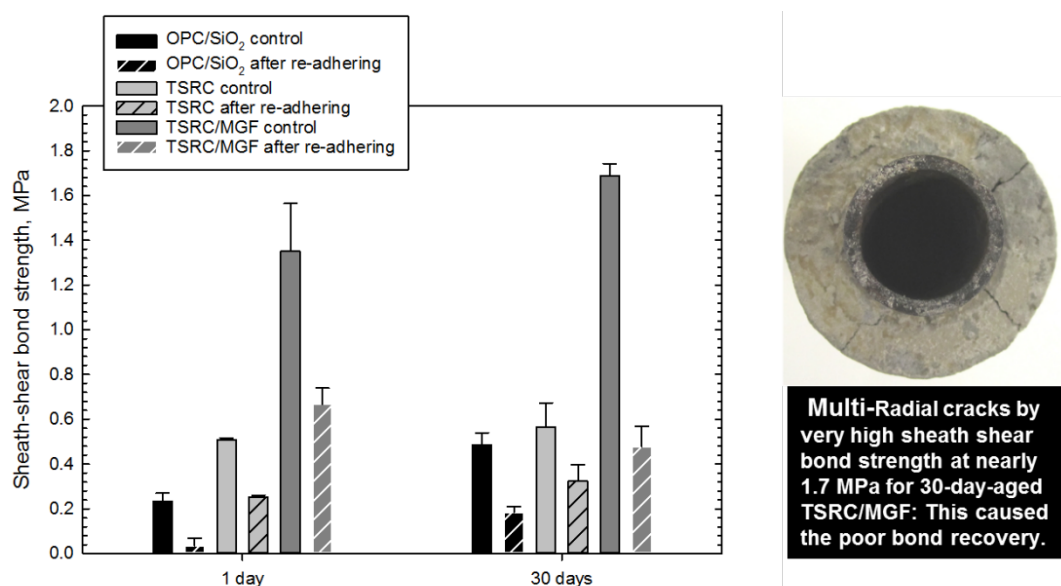 OPC/SiO₂ control
OPC/SiO₂ after re-adhering
TSRC control
TSRC after re-adhering
TSRC/MGF control
TSRC/MGF after re-adhering
Sheath-shear bond strength, MPa
2.0
1.8
1.6
1.4
1.2
1.0
0.8
0.6
0.4
0.2
0.0
1 day
30 days
Multi-Radial cracks by
very high sheath shear
bond strength at nearly
1.7 MPa for 30-day-aged
TSRC/MGF: This caused
the poor bond recovery.